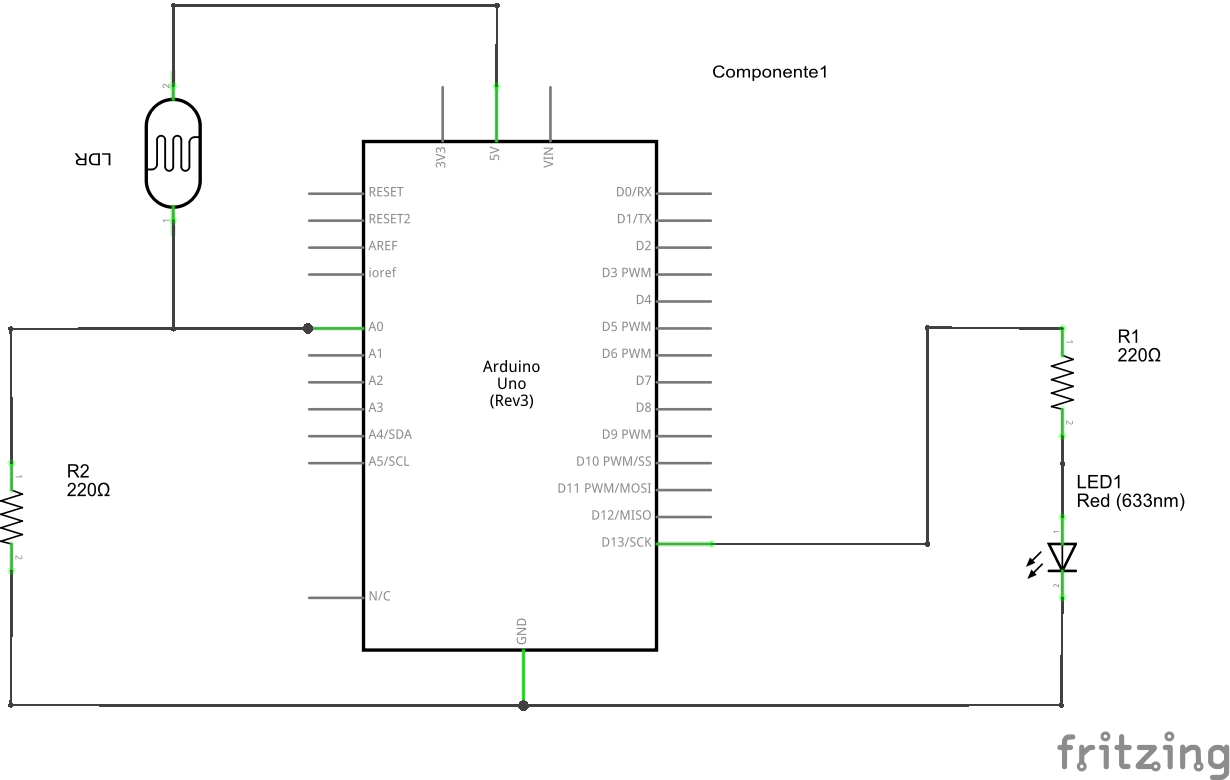 Componente1
2
LDR
1
3V3
5V
VIN
RESET
RESET2
AREF
ioref
A0
A1
A2
A3
A4/SDA
A5/SCL
N/C
D0/RX
D1/TX
D2
D3 PWM
D4
D5 PWM
D6 PWM
D7
D8
D9 PWM
D10 PWM/SS
D11 PWM/MOSI
D12/MISO
D13/SCK
Arduino
Uno
(Rev3)
GND
R1
220Ω
1
2
LED1
Red (633nm)
1
2
R2
220Ω
1
2
fritzing